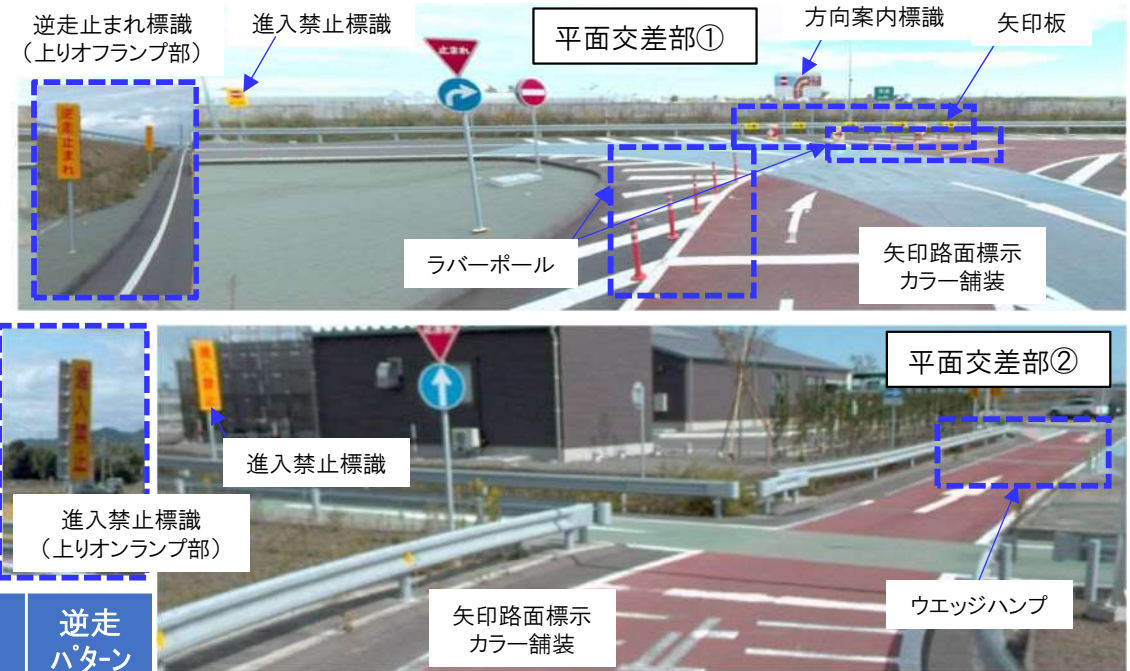 逆走止まれ標識
（上りオフランプ部）
進入禁止標識
平面交差部①
方向案内標識
矢印板
止まれ
逆走止まれ
ラバーポール
矢印路面標示
カラー舗装
平面交差部②
進入禁止
止まれ
進入禁止
進入禁止標識
進入禁止標識
（上りオンランプ部）
矢印路面標示
カラー舗装
ウエッジハンプ
逆走
パターン